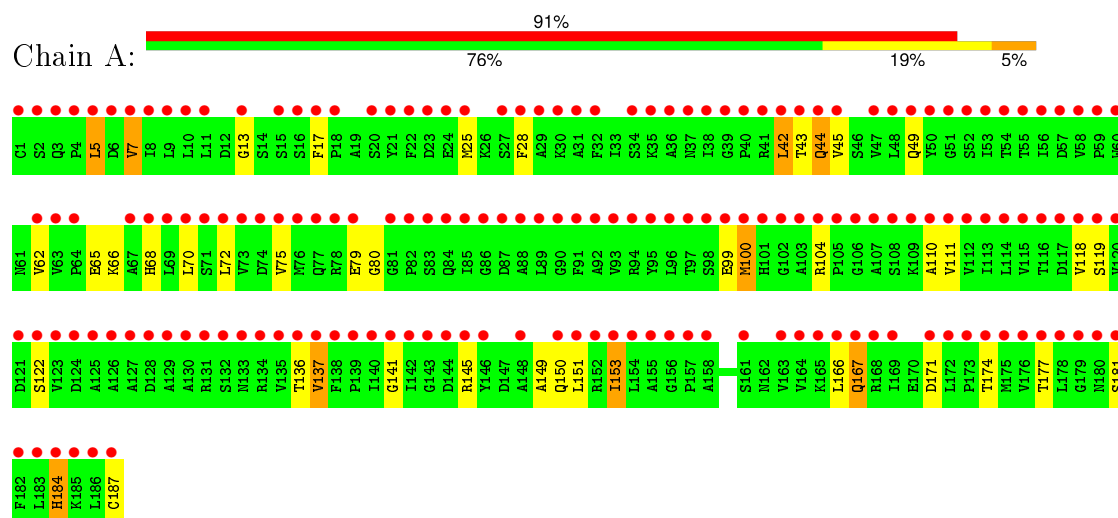 91%
Chain A:
76% 19% 5%
C1 S2 Q3 P4 L5 D6 V7 I8 L9 L10 L11 D12 G13 S14 S15 S16 F17 P18 A19 S20 Y21 F22 D23 E24 M25 K26 S27 F28 A29 K30 A31 F32 I33 S34 K35 A36 N37 I38 G39 P40 R41 L42 T43 Q44 V45 S46 V47 L48 Q49 Y50 G51 S52 I53 T54 T55 I56 D57 V58 P59 W60
N61 V62 V63 P64 E65 K66 A67 H68 L69 L70 S71 L72 V73 D74 V75 M76 Q77 R78 E79 G80 G81 P82 S83 Q84 I85 G86 D87 A88 L89 G90 F91 A92 V93 R94 Y95 L96 T97 S98 E99 M100 H101 G102 A103 R104 P105 G106 A107 S108 K109 A110 V111 V112 I113 L114 V115 T116 D117 V118 S119 V120
D121 S122 V123 D124 A125 A126 A127 D128 A129 A130 R131 S132 N133 R134 V135 T136 V137 F138 P139 I140 G141 I142 G143 D144 R145 Y146 D147 A148 A149 Q150 L151 R152 I153 L154 A155 G156 P157 A158 S161 N162 V163 V164 K165 L166 Q167 R168 I169 E170 D171 L172 P173 T174 M175 V176 T177 L178 G179 N180 S181
F182 L183 H184 K185 L186 C187